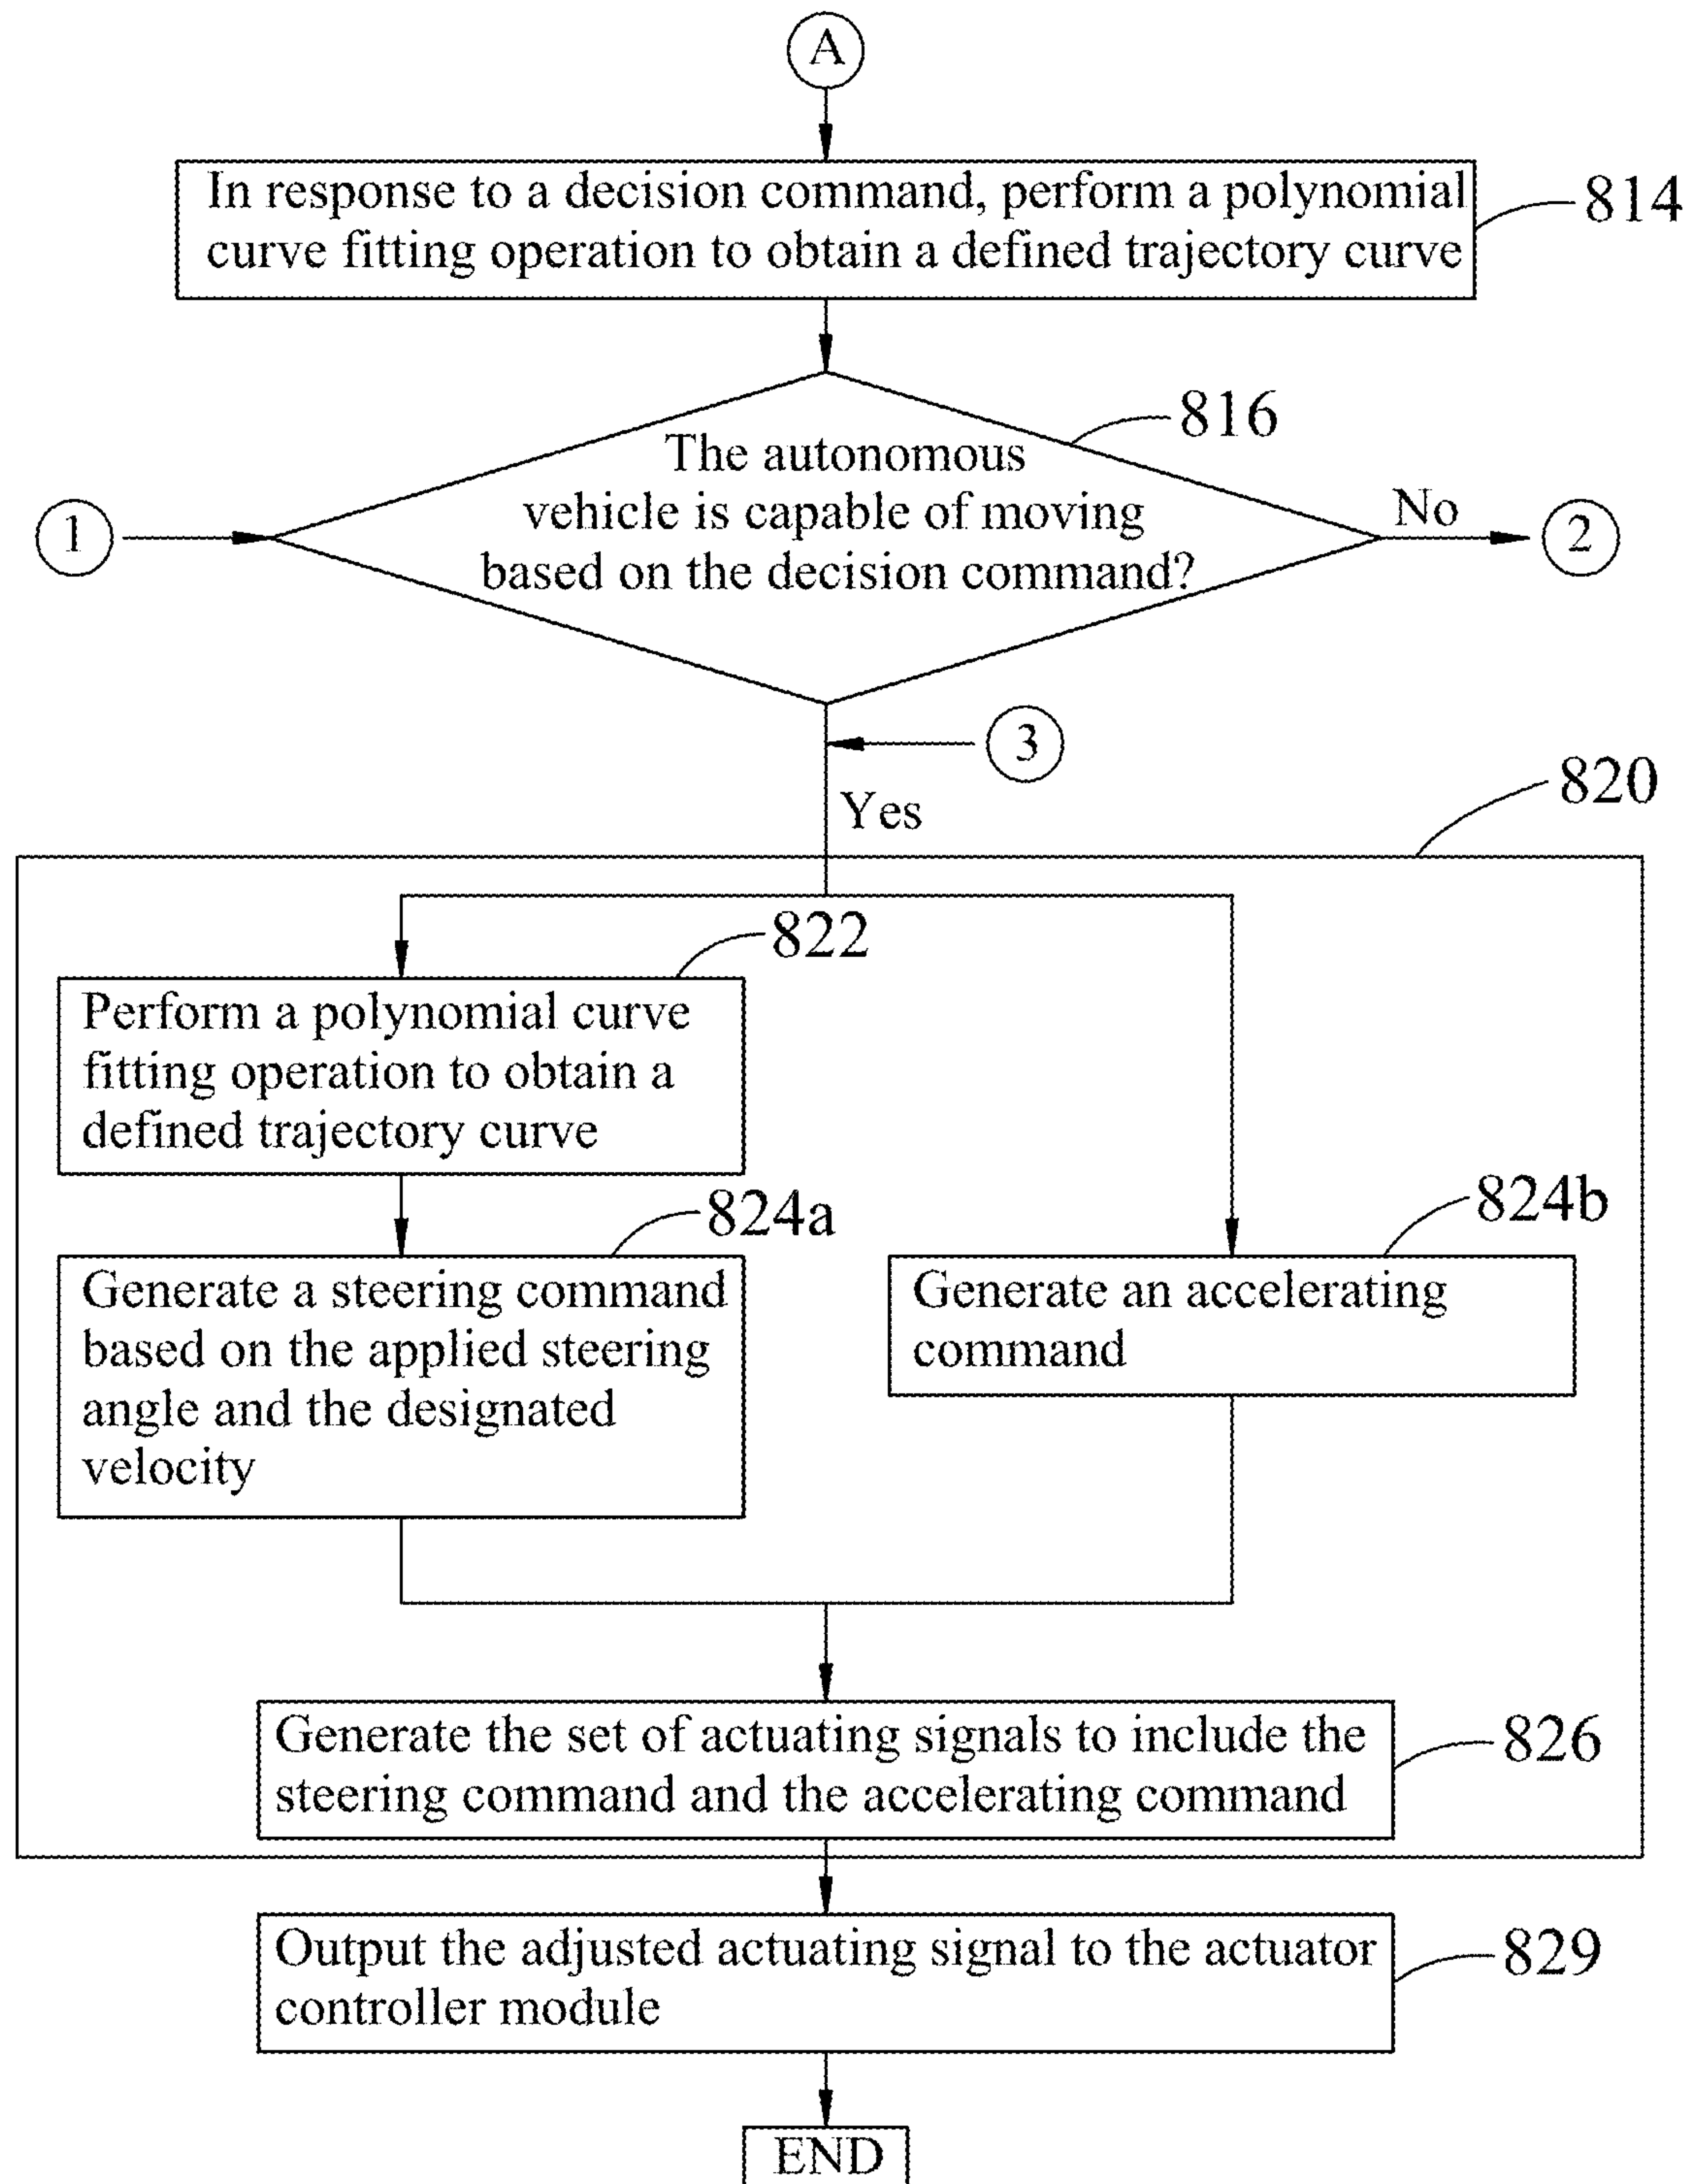 A
In response to a decision command, perform a polynomial
curve fitting operation to obtain a defined trajectory curve
814
816
The autonomous
vehicle is capable of moving
based on the decision command?
1
No
2
3
Yes
820
822
Perform a polynomial curve
fitting operation to obtain a
defined trajectory curve
824a
Generate a steering command
based on the applied steering
angle and the designated
velocity
824b
Generate an accelerating
command
Generate the set of actuating signals to include the
steering command and the accelerating command
826
Output the adjusted actuating signal to the actuator
controller module
829
END